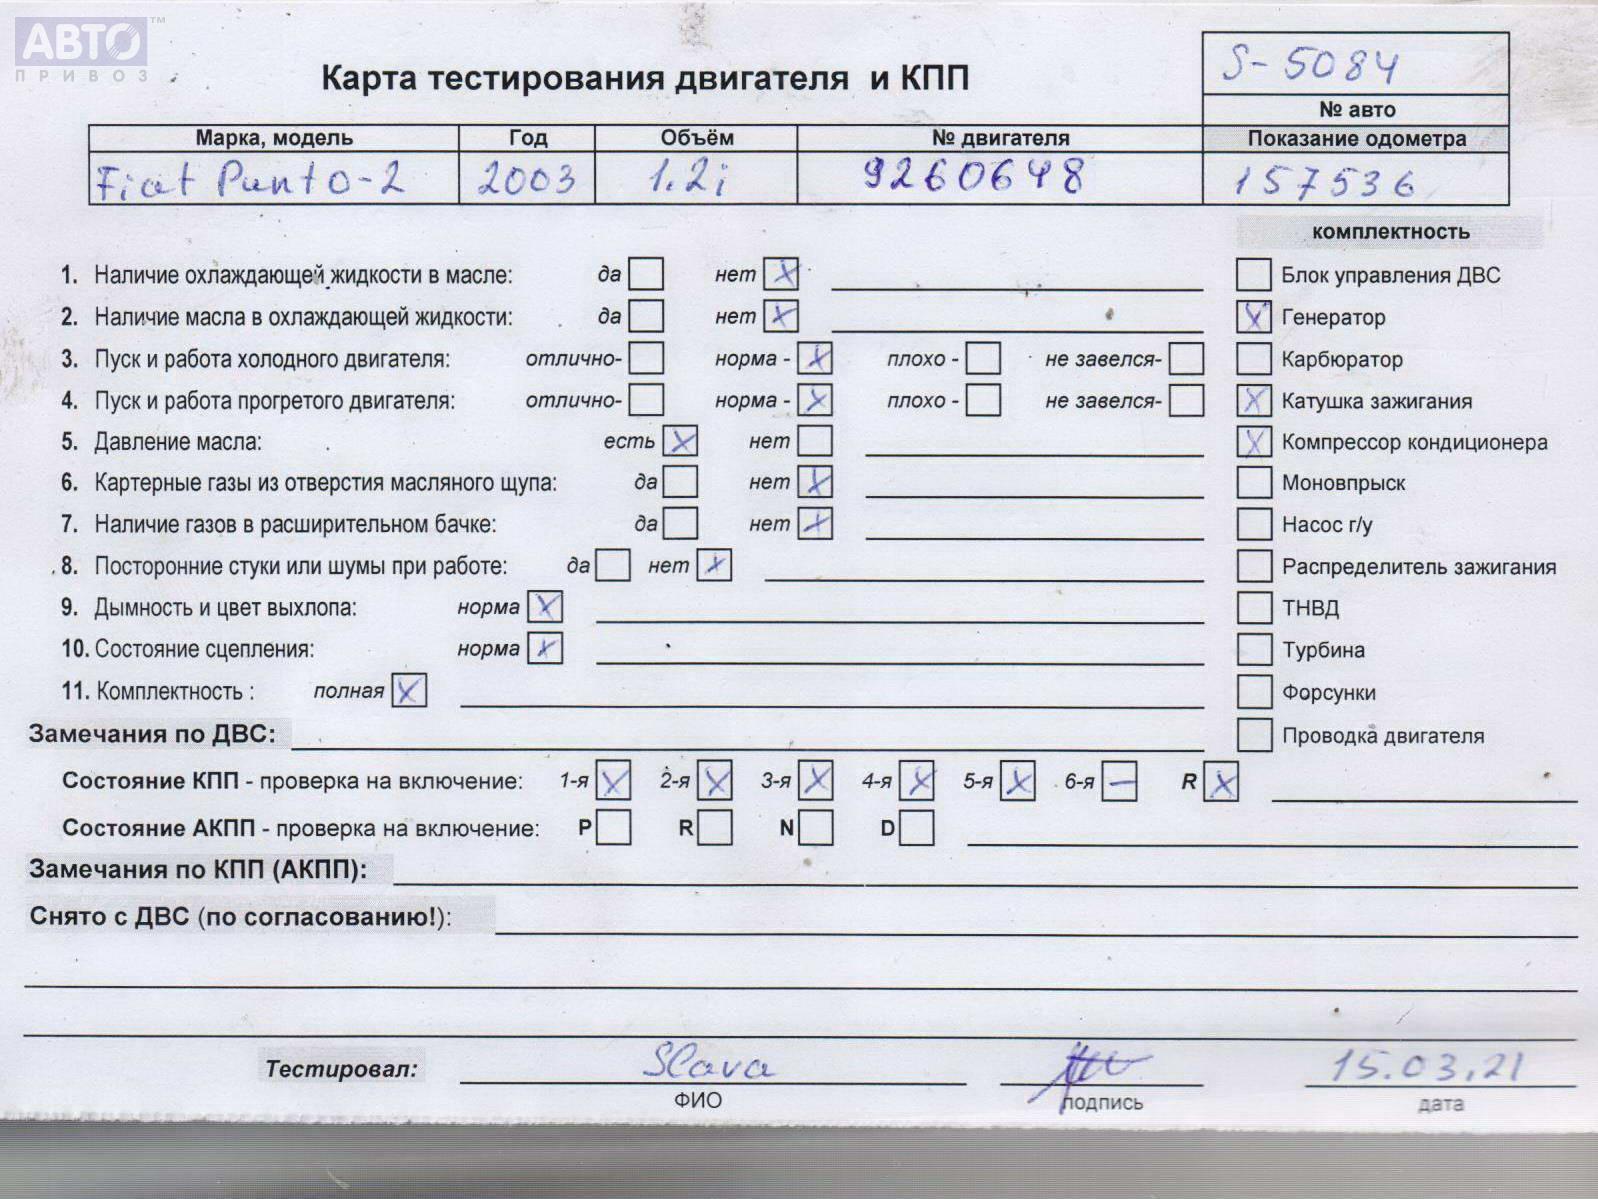 АВТО ™
ПРИВОЗ
S-5084
Карта тестирования двигателя и КПП
№ авто
Марка, модель Год Объём № двигателя Показание одометра
Fiat Punto-2 2003 1.2i 9260648 157536
комплектность
1. Наличие охлаждающей жидкости в масле: да нет X Блок управления ДВС
2. Наличие масла в охлаждающей жидкости: да нет X X Генератор
3. Пуск и работа холодного двигателя: отлично- норма - X плохо - не завелся- Карбюратор
4. Пуск и работа прогретого двигателя: отлично- норма - X плохо - не завелся- X Катушка зажигания
5. Давление масла: есть X нет X Компрессор кондиционера
6. Картерные газы из отверстия масляного щупа: да нет X Моновпрыск
7. Наличие газов в расширительном бачке: да нет X Насос г/у
8. Посторонние стуки или шумы при работе: да нет X Распределитель зажигания
9. Дымность и цвет выхлопа: норма X ТНВД
10. Состояние сцепления: норма X Турбина
11. Комплектность : полная X Форсунки
Замечания по ДВС: Проводка двигателя
Состояние КПП - проверка на включение: 1-я X 2-я X 3-я X 4-я X 5-я X 6-я — R X
Состояние АКПП - проверка на включение: P R N D
Замечания по КПП (АКПП):
Снято с ДВС (по согласованию!):
Тестировал: Slava 15.03.21
ФИО подпись дата